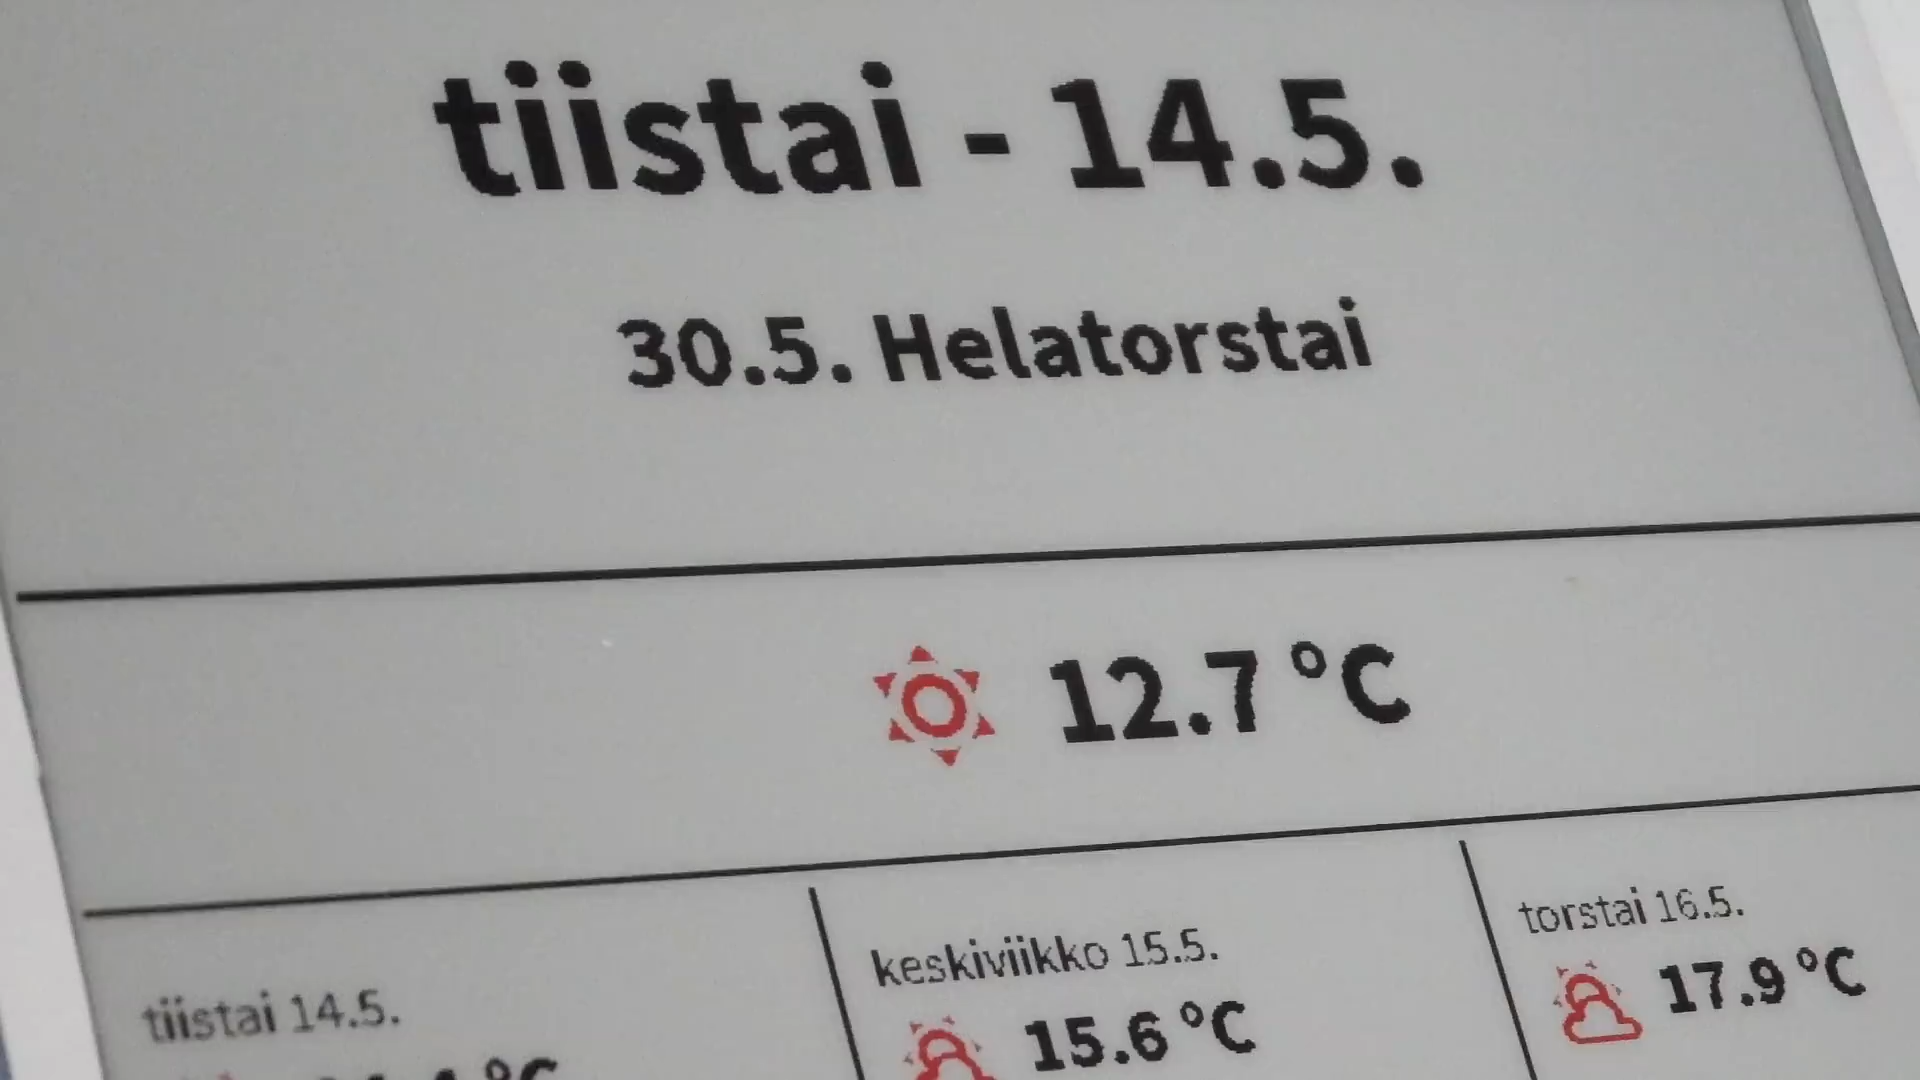 tiistai - 14.5.
30.5. Helatorstai
12.7 °C
tiistai 14.5.
keskiviikko 15.5.
15.6 °C
torstai 16.5.
17.9 °C